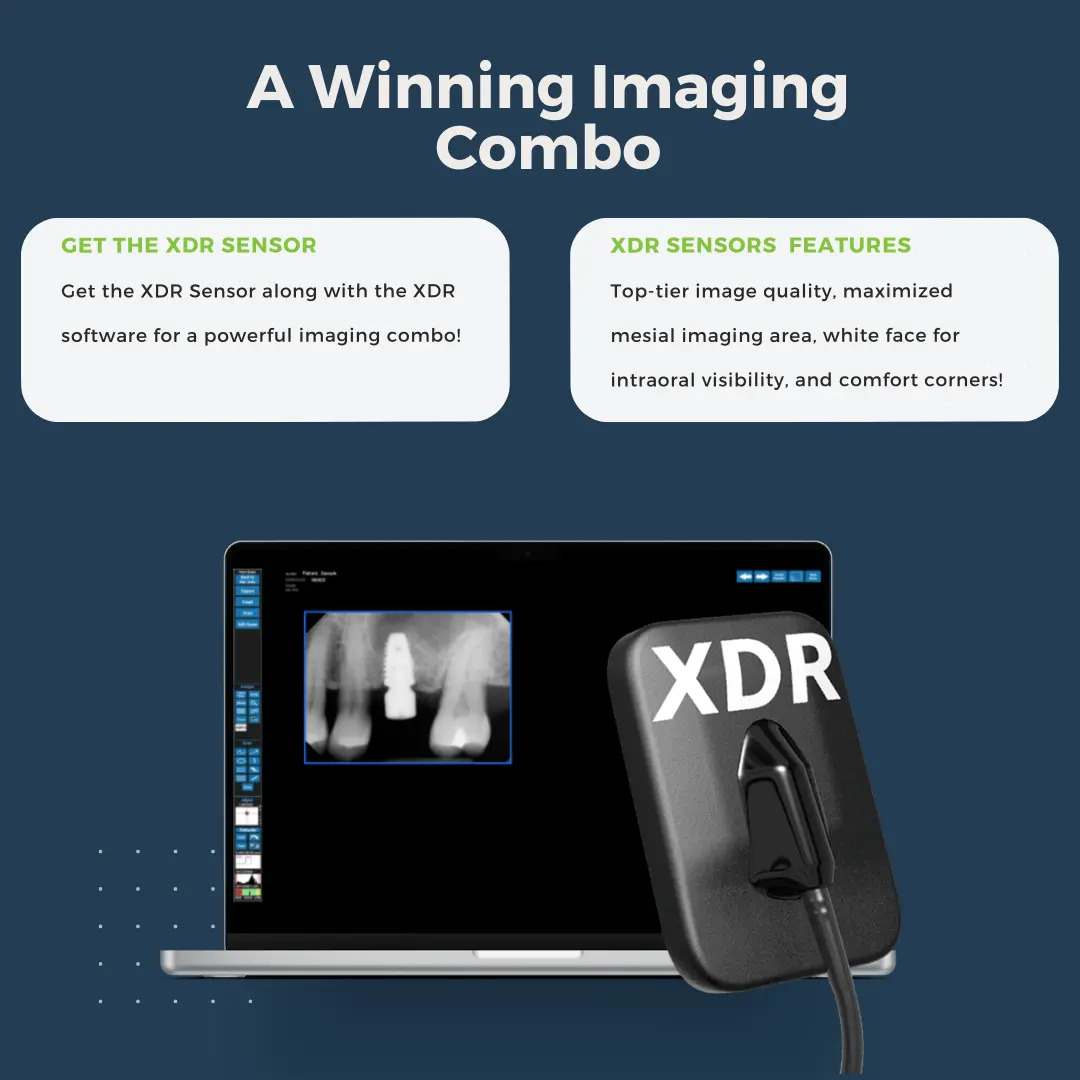 A Winning Imaging
Combo
GET THE XDR SENSOR
Get the XDR Sensor along with the XDR
software for a powerful imaging combo!
XDR SENSORS  FEATURES
Top-tier image quality, maximized
mesial imaging area, white face for
intraoral visibility, and comfort corners!
Patient, Sample
XDR